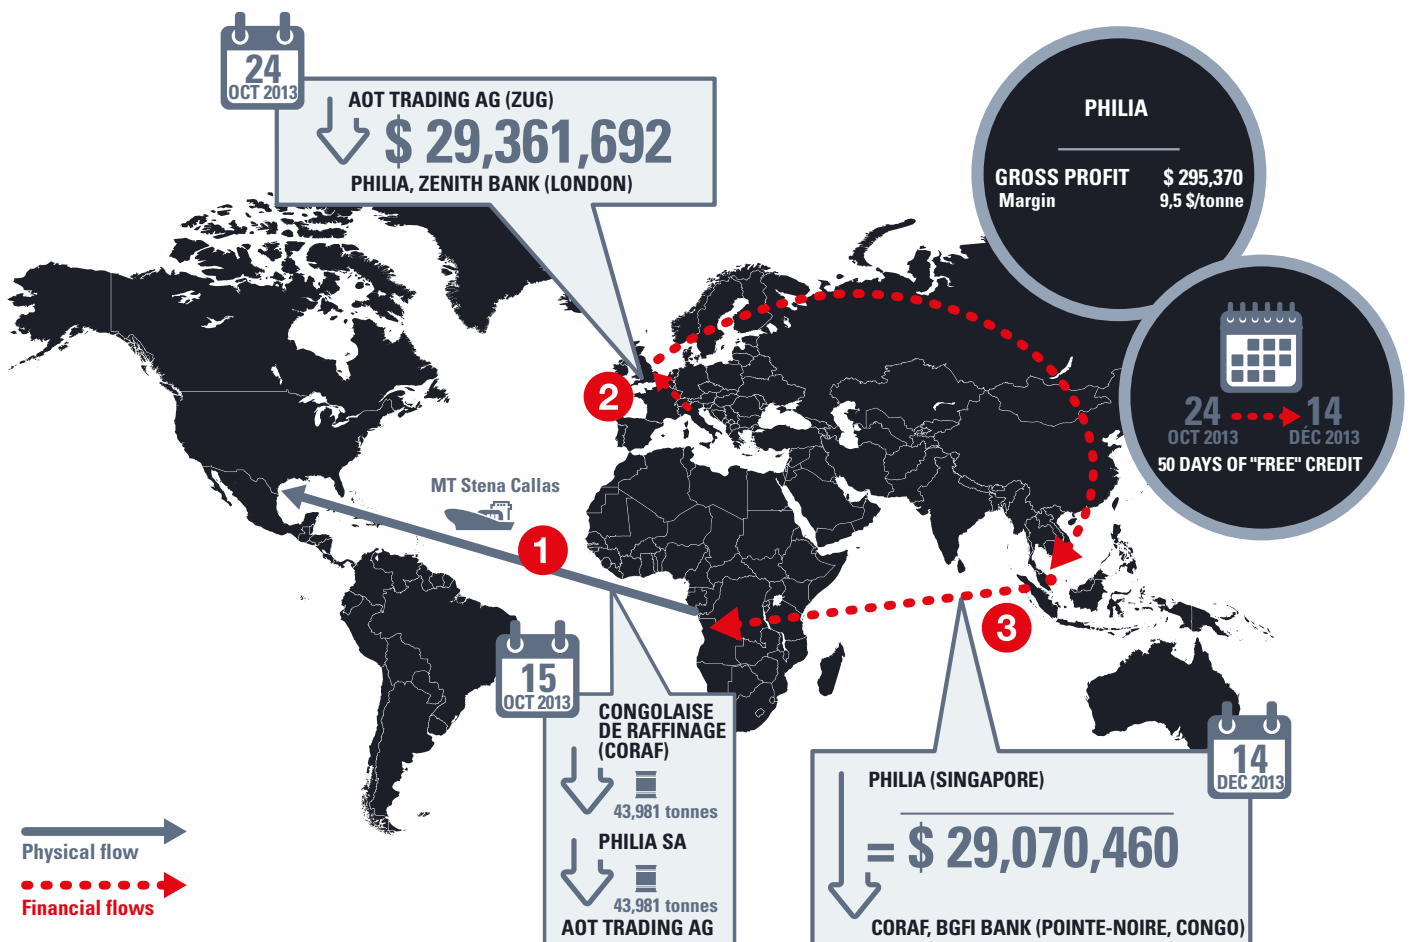 24
OCT 2013
AOT TRADING AG (ZUG)
$ 29,361,692
PHILIA, ZENITH BANK (LONDON)
PHILIA
GROSS PROFIT $ 295,370
Margin 9,5 $/tonne
24 14
OCT 2013 DÉC 2013
50 DAYS OF "FREE" CREDIT
2
MT Stena Callas
1
3
15
OCT 2013
CONGOLAISE
DE RAFFINAGE
(CORAF)
43,981 tonnes
PHILIA SA
43,981 tonnes
AOT TRADING AG
14
DEC 2013
PHILIA (SINGAPORE)
= $ 29,070,460
CORAF, BGFI BANK (POINTE-NOIRE, CONGO)
Physical flow
Financial flows